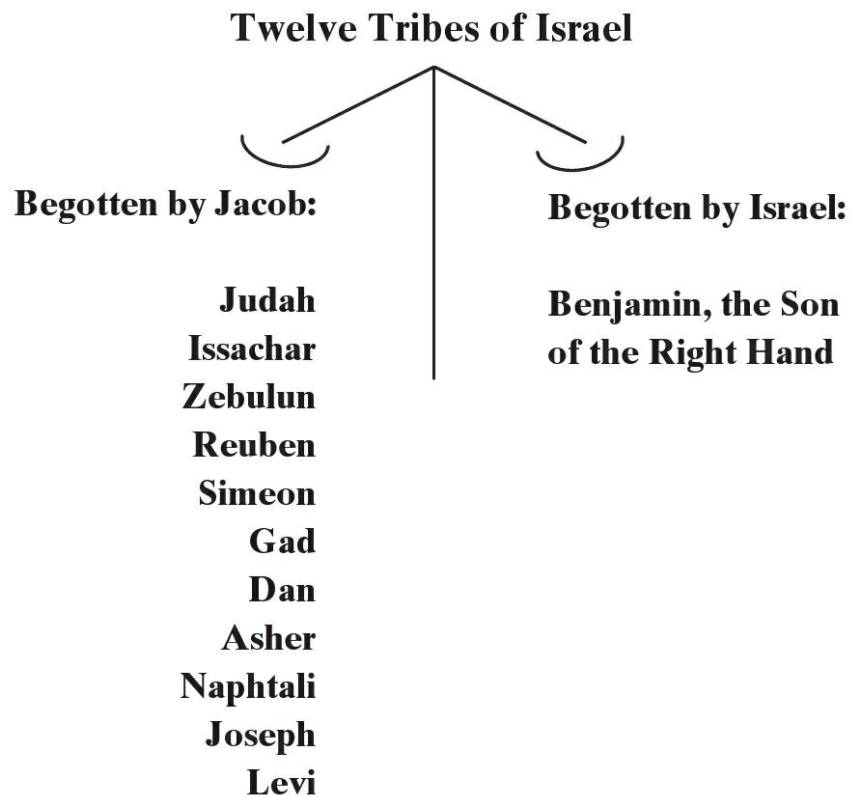 Twelve Tribes of Israel
Begotten by Jacob:
Judah
Issachar
Zebulun
Reuben
Simeon
Gad
Dan
Asher
Naphtali
Joseph
Levi
Begotten by Israel:
Benjamin, the Son
of the Right Hand